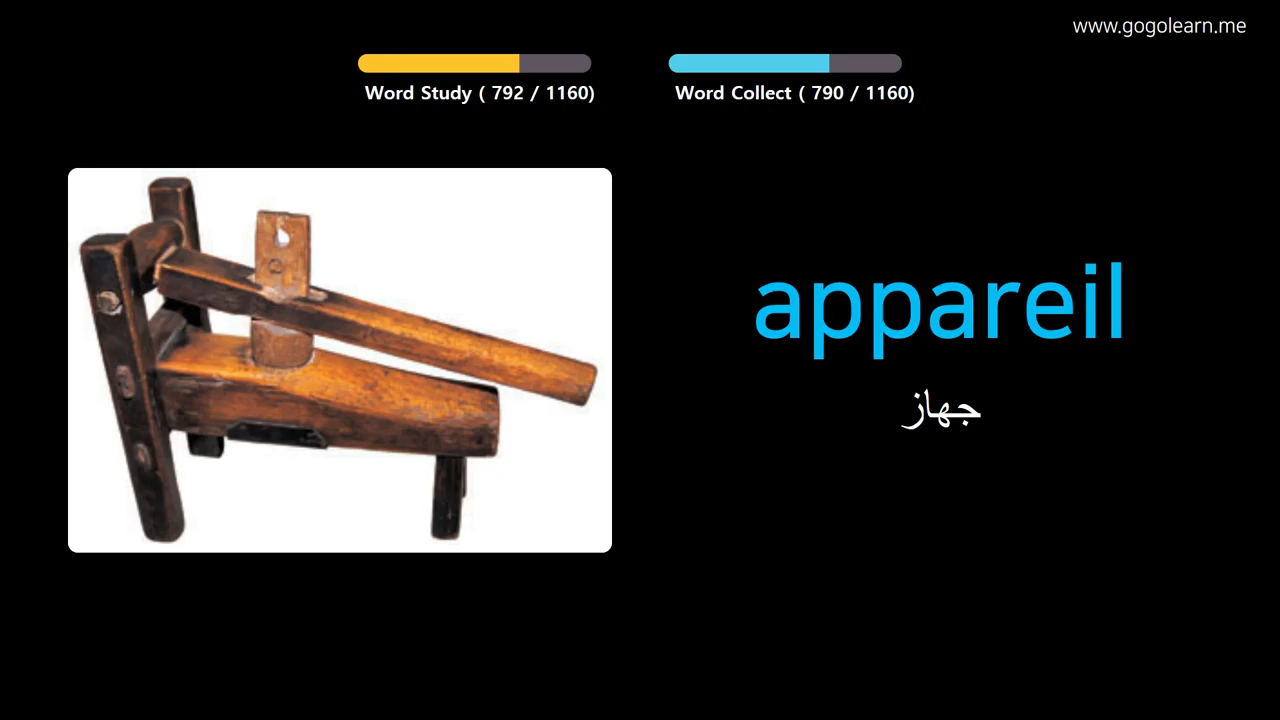 www.gogolearn.me
Word Study ( 792 / 1160)
Word Collect ( 790 / 1160)
appareil
جهاز